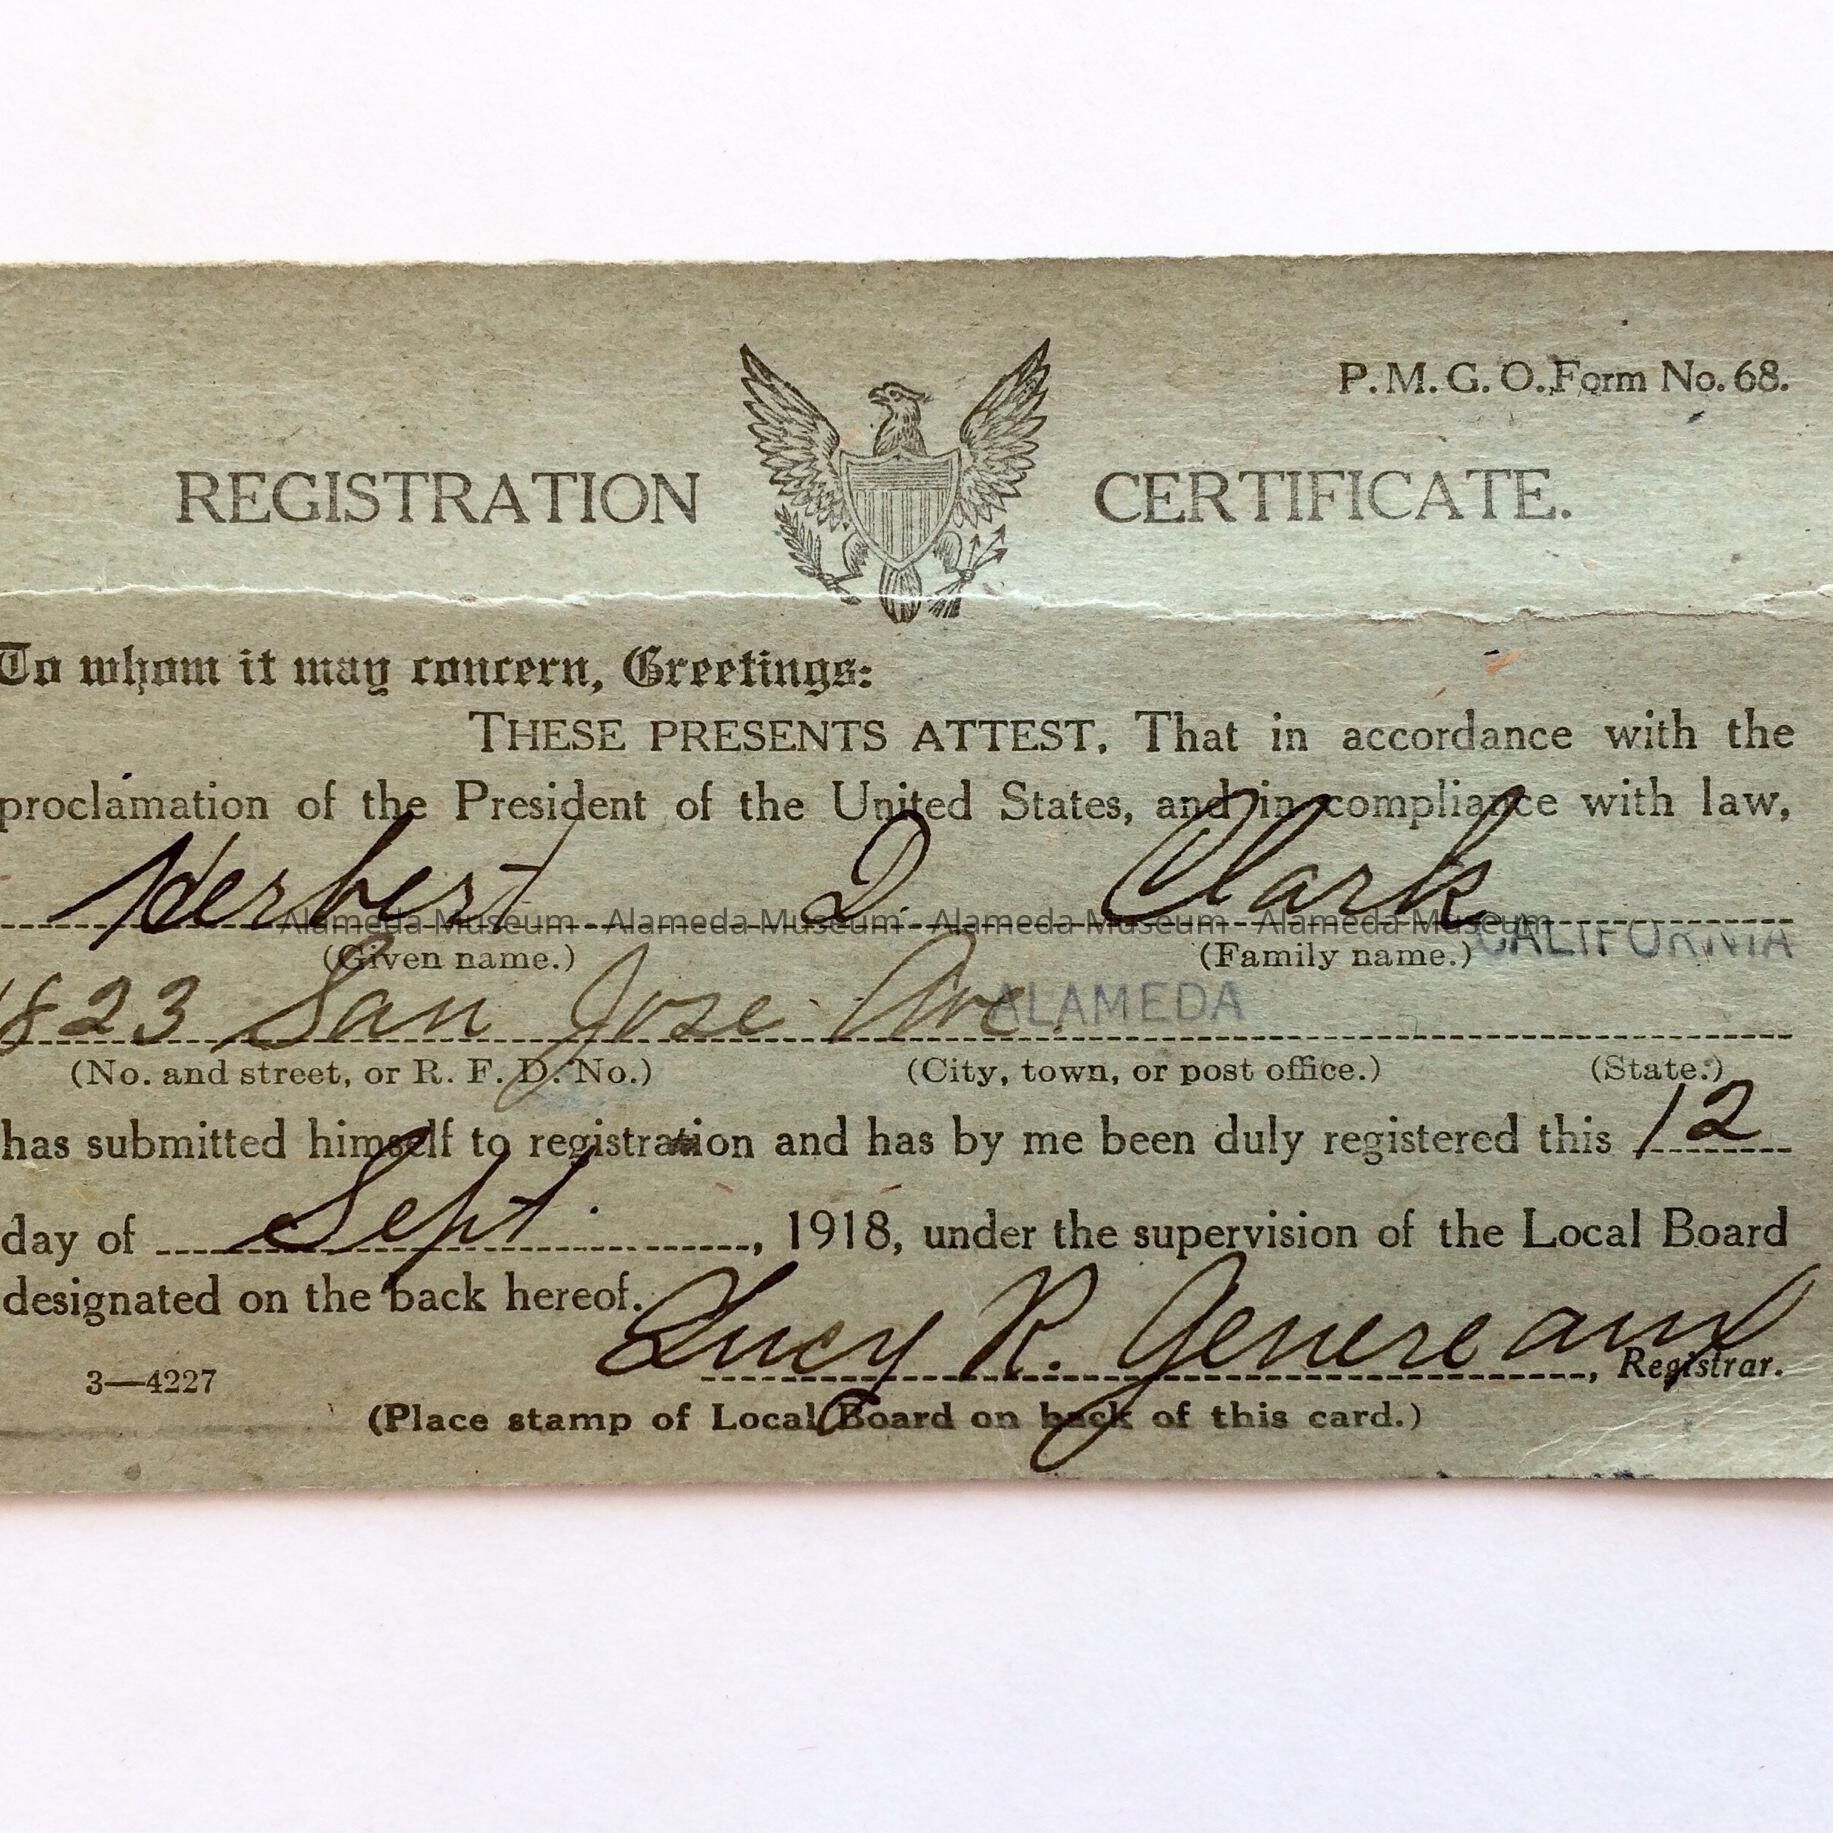 P. M. G. O. Form No. 68.
REGISTRATION CERTIFICATE.
To whom it may concern, Greetings:
THESE PRESENTS ATTEST, That in accordance with the
proclamation of the President of the United States, and in compliance with law,
Herbert D. Clark
Alameda Museum - Alameda Museum - Alameda Museum - Alameda Museum
(Given name.) (Family name.) CALIFORNIA
1823 San Jose Ave. ALAMEDA
(No. and street, or R. F. D. No.) (City, town, or post office.) (State.)
has submitted himself to registration and has by me been duly registered this 12
day of Sept. , 1918, under the supervision of the Local Board
designated on the back hereof.
Lucy R. Genereaux, Registrar.
3—4227
(Place stamp of Local Board on back of this card.)